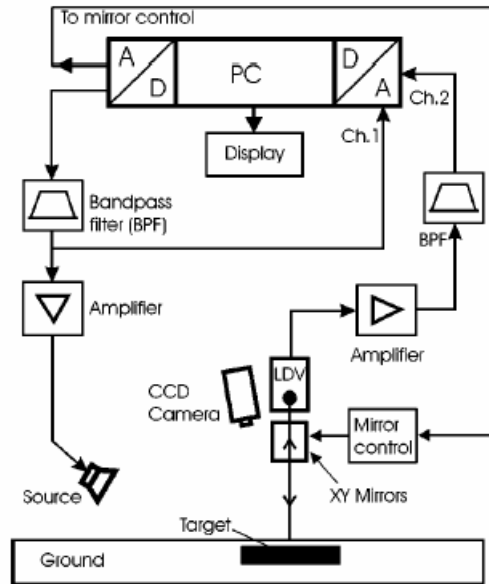 To mirror control
A
D
PC
D
A
Ch.2
Ch.1
Display
Bandpass
filter (BPF)
BPF
Amplifier
Amplifier
LDV
CCD
Camera
Mirror
control
XY Mirrors
Source
Target
Ground